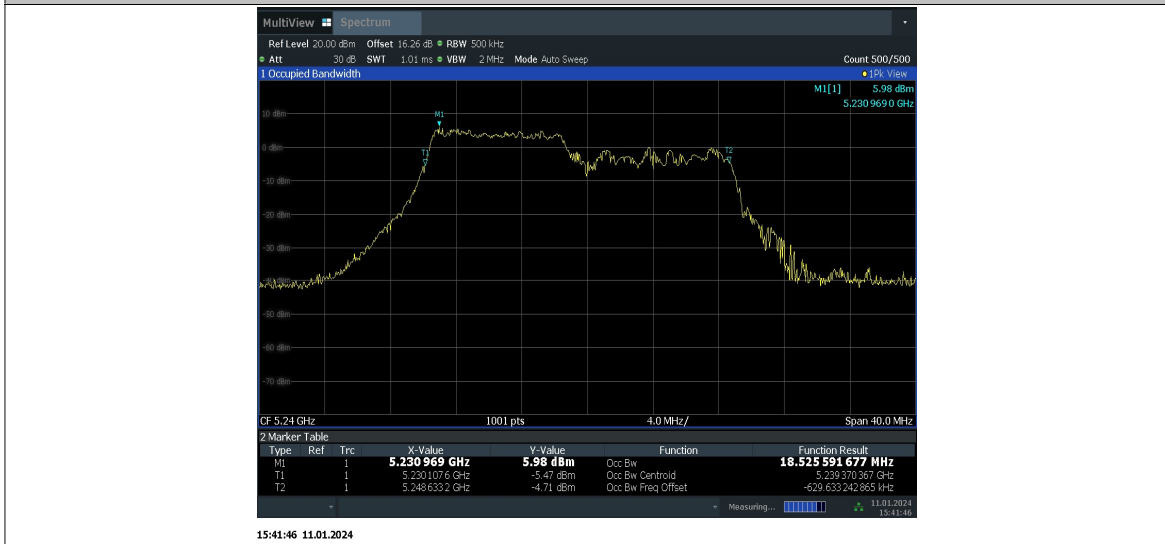 MultiView Spectrum
Ref Level 20.00 dBm Offset 16.26 dB RBW 500 kHz
Att 30 dB SWT 1.01 ms VBW 2 MHz Mode Auto Sweep Count 500/500
1 Occupied Bandwidth 1Pk View
M1[1] 5.98 dBm
5.230 969 0 GHz
10 dBm
M1
0 dBm
T1 T2
-10 dBm
-20 dBm
-30 dBm
-40 dBm
-50 dBm
-60 dBm
-70 dBm
CF 5.24 GHz 1001 pts 4.0 MHz/ Span 40.0 MHz
2 Marker Table
Type Ref Trc X-Value Y-Value Function Function Result
M1 1 5.230 969 GHz 5.98 dBm Occ Bw 18.525 591 677 MHz
T1 1 5.230 107 6 GHz -5.47 dBm Occ Bw Centroid 5.239 370 367 GHz
T2 1 5.248 633 2 GHz -4.71 dBm Occ Bw Freq Offset -629.633 242 865 kHz
Measuring... 11.01.2024
15:41:46
15:41:46 11.01.2024